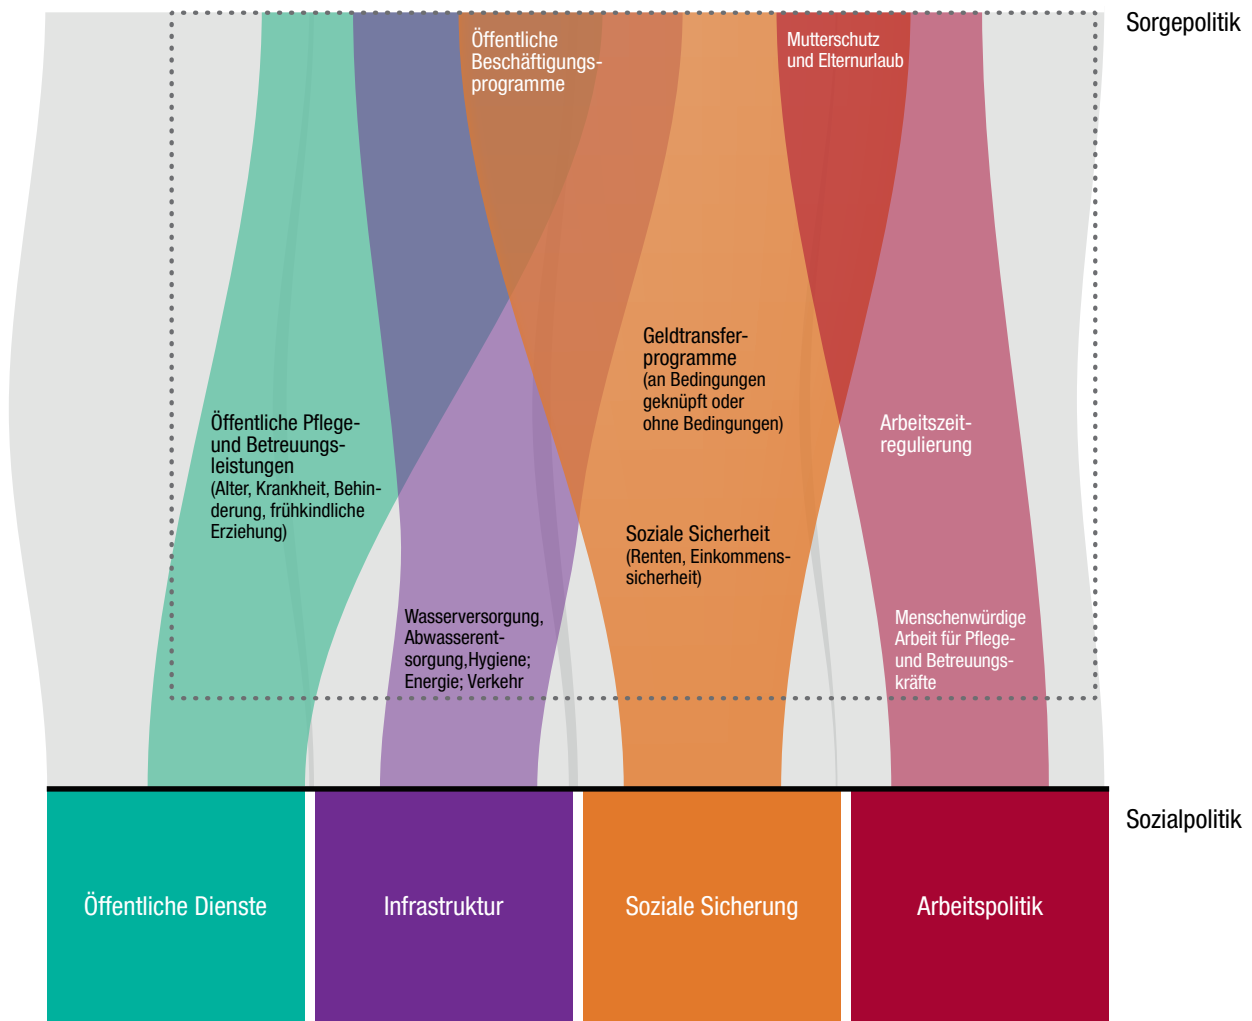 Sorgepolitik
Öffentliche
Beschäftigungs-
programme
Mutterschutz
und Elternurlaub
Geldtransfer-
programme
(an Bedingungen
geknüpft oder
ohne Bedingungen)
Öffentliche Pflege-
und Betreuungs-
leistungen
(Alter, Krankheit, Behin-
derung, frühkindliche
Erziehung)
Arbeitszeit-
regulierung
Soziale Sicherheit
(Renten, Einkommens-
sicherheit)
Wasserversorgung,
Abwasserent-
sorgung,Hygiene;
Energie; Verkehr
Menschenwürdige
Arbeit für Pflege-
und Betreuungs-
kräfte
Sozialpolitik
Öffentliche Dienste
Infrastruktur
Soziale Sicherung
Arbeitspolitik